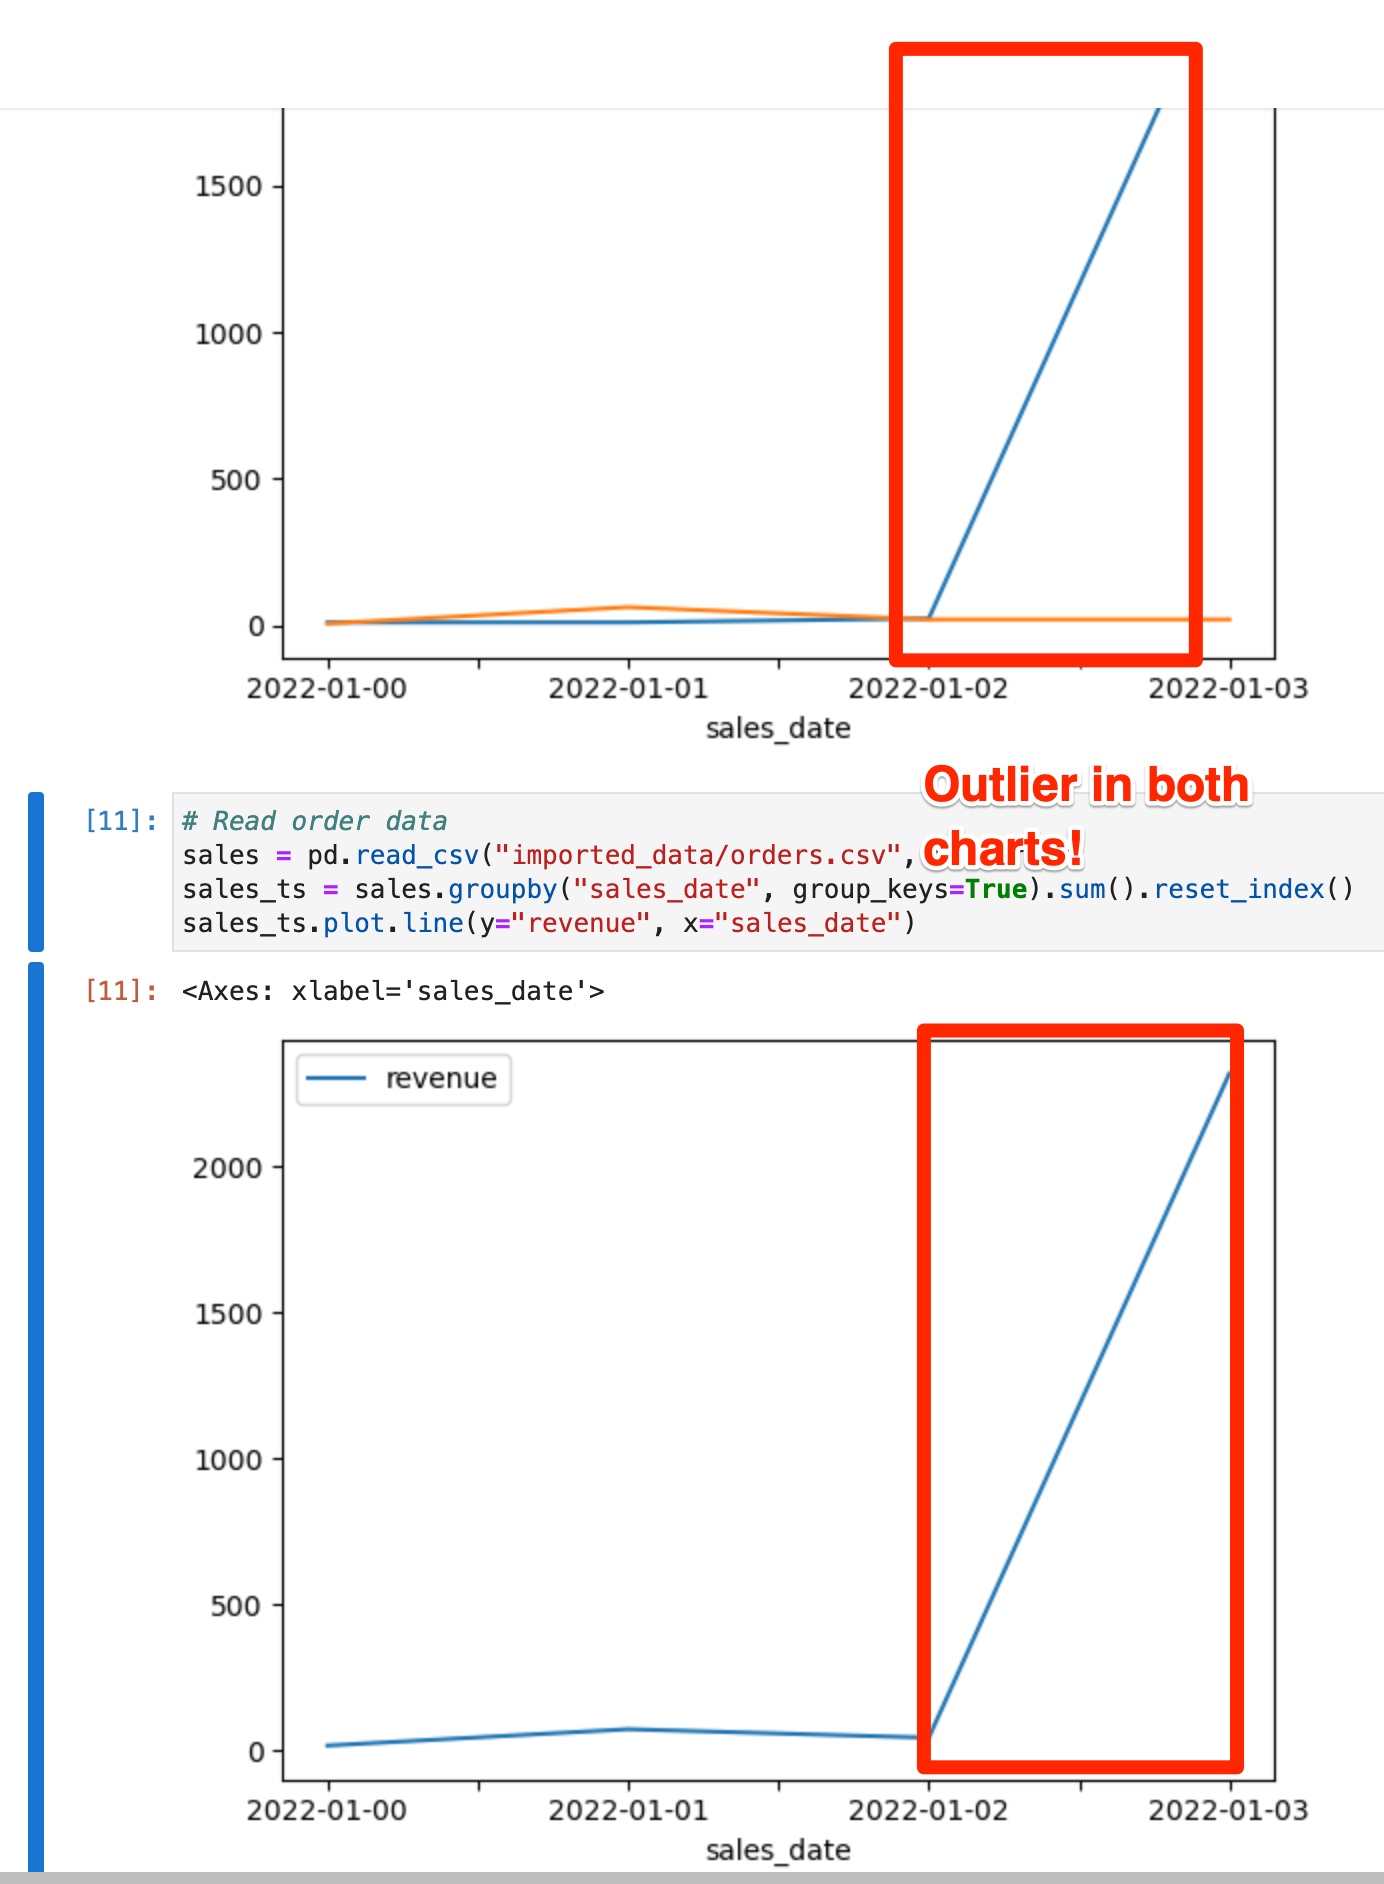 1500
1000
500
0
2022-01-00 2022-01-01 2022-01-02 2022-01-03
sales_date
Outlier in both
charts!
[11]: # Read order data
sales = pd.read_csv("imported_data/orders.csv",
sales_ts = sales.groupby("sales_date", group_keys=True).sum().reset_index()
sales_ts.plot.line(y="revenue", x="sales_date")
[11]: <Axes: xlabel='sales_date'>
revenue
2000
1500
1000
500
0
2022-01-00 2022-01-01 2022-01-02 2022-01-03
sales_date